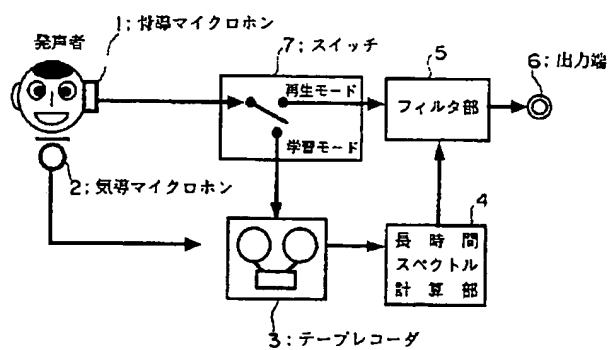 1；骨導マイクロホン
発声者
7；スイッチ
5
6；出力端
再生モード
フィルタ部
学習モード
2；気導マイクロホン
4
長時間
スペクトル
計算部
3；テープレコーダ